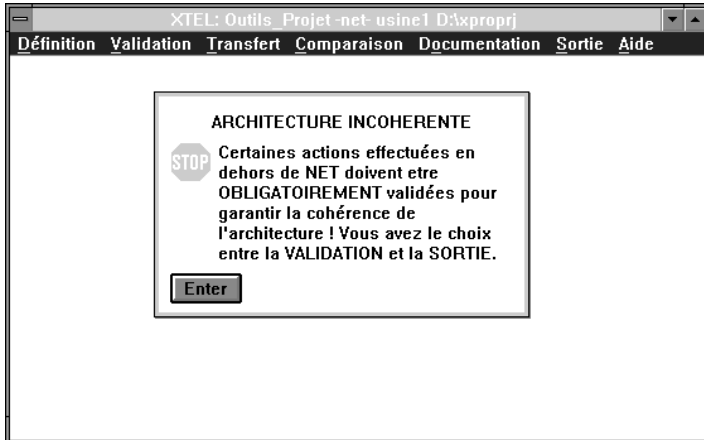 XTEL: Outils_Projet -net- usine1 D:\xproprj
Définition Validation Transfert Comparaison Documentation Sortie Aide
ARCHITECTURE INCOHERENTE
STOP
Certaines actions effectuées en
dehors de NET doivent etre
OBLIGATOIREMENT validées pour
garantir la cohérence de
l'architecture ! Vous avez le choix
entre la VALIDATION et la SORTIE.
Enter